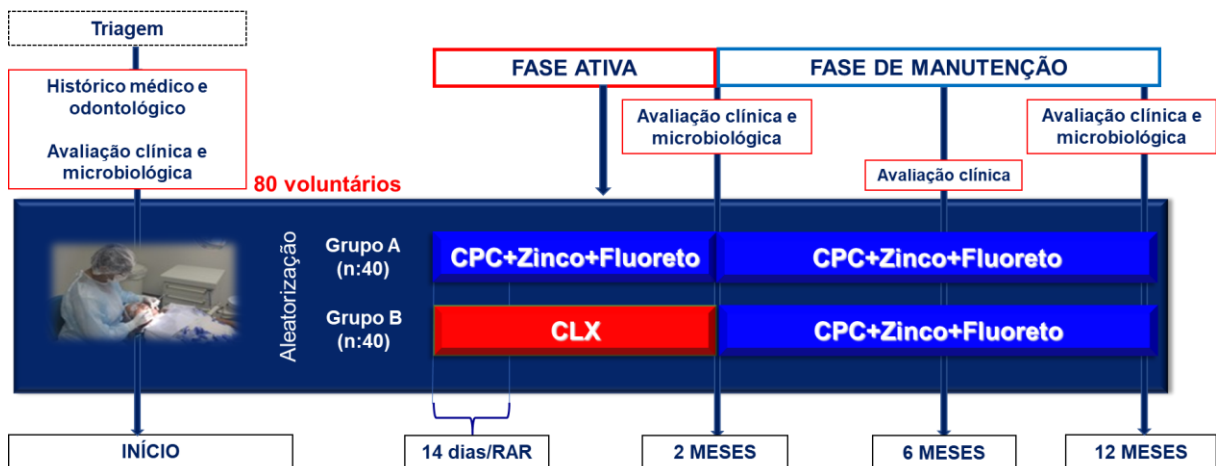 Triagem
Histórico médico e
odontológico
Avaliação clínica e
microbiológica
FASE ATIVA
FASE DE MANUTENÇÃO
Avaliação clínica e
microbiológica
Avaliação clínica
Avaliação clínica e
microbiológica
80 voluntários
Aleatorização
Grupo A
(n:40)
CPC+Zinco+Fluoreto
CPC+Zinco+Fluoreto
Grupo B
(n:40)
CLX
CPC+Zinco+Fluoreto
INÍCIO
14 dias/RAR
2 MESES
6 MESES
12 MESES